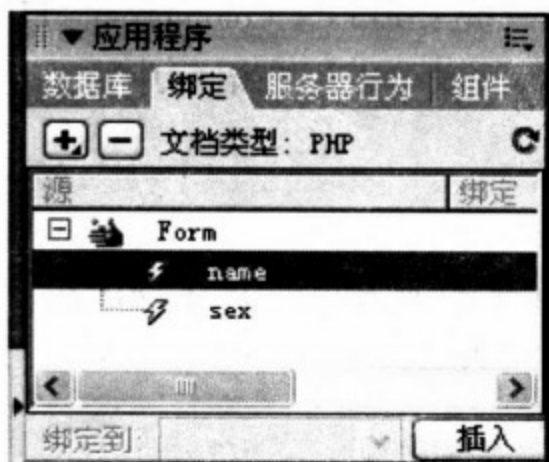 应用程序
数据库 绑定 服务器行为 组件
文档类型: PHP
源 绑定
Form
name
sex
绑定到: 插入